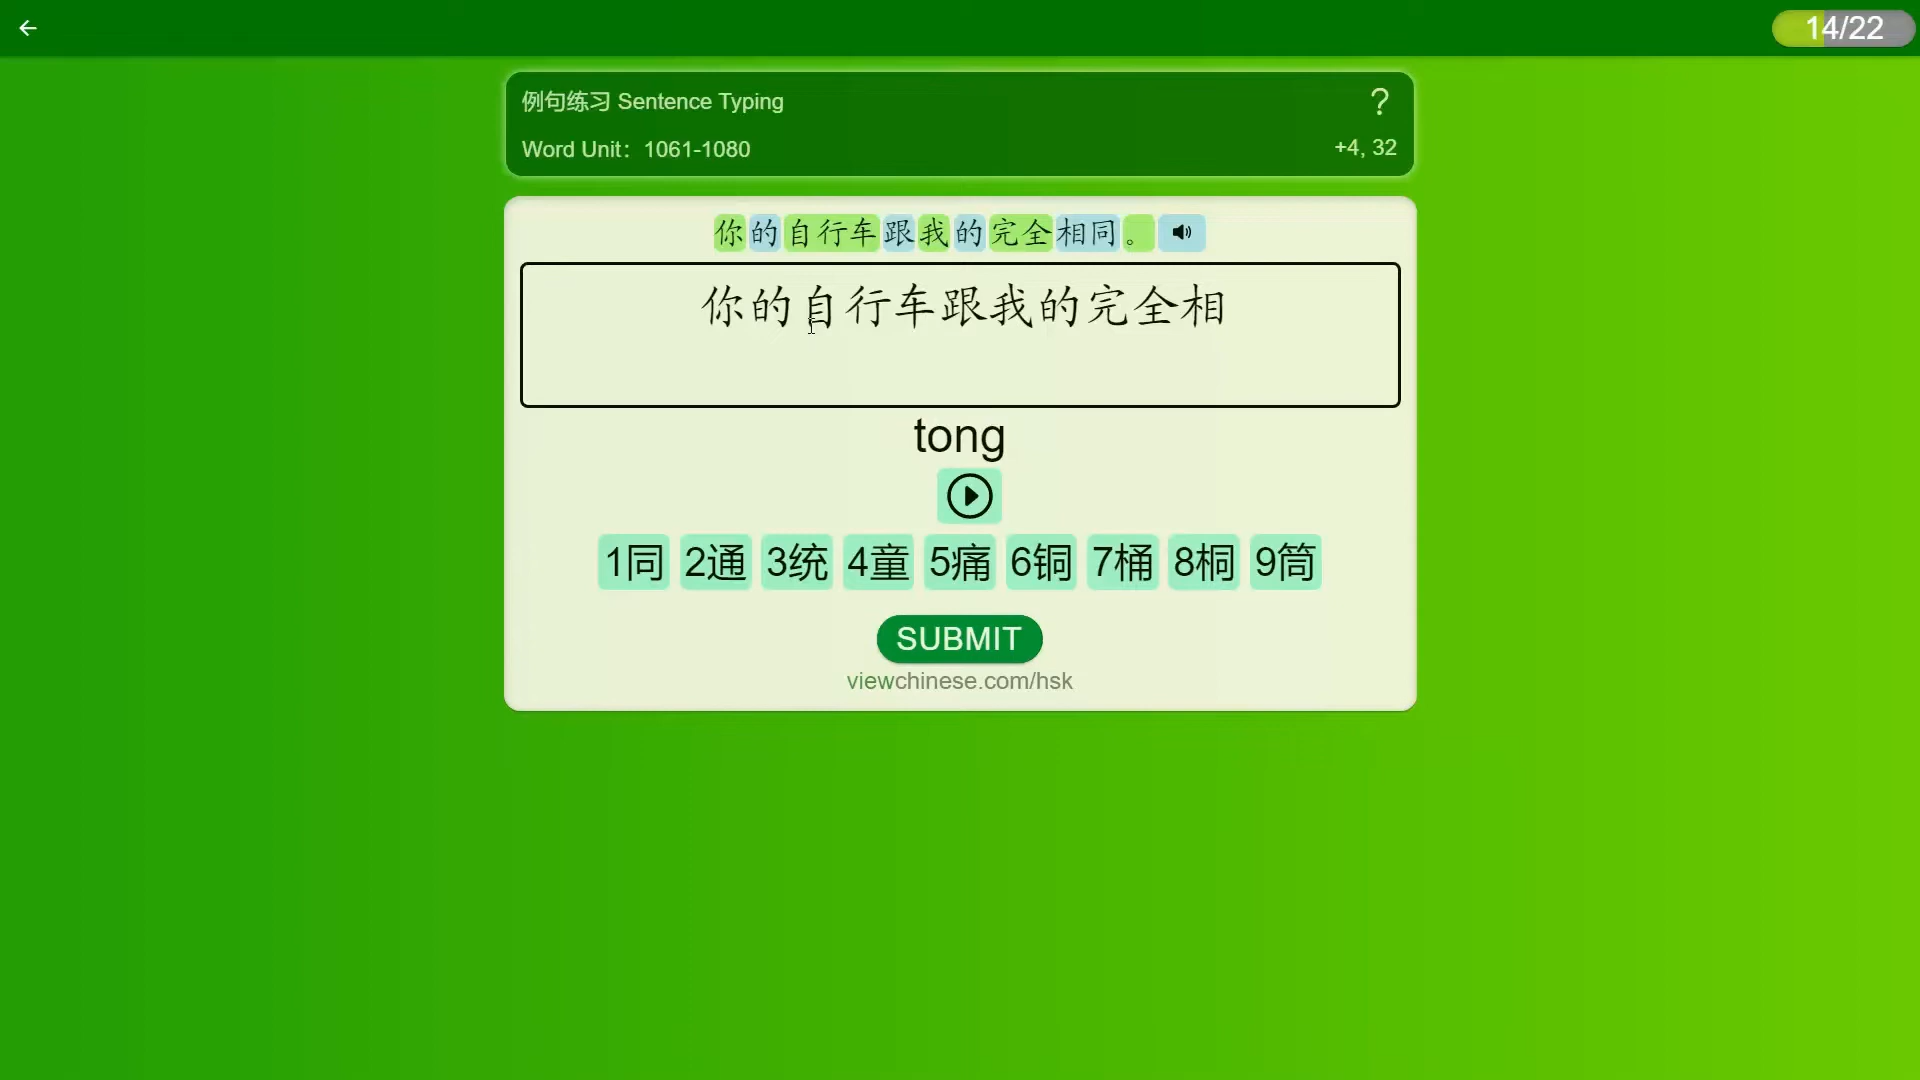 14/22
例句练习 Sentence Typing
?
Word Unit：1061-1080
+4, 32
你的自行车跟我的完全相同。
你的自行车跟我的完全相
tong
1同 2通 3统 4童 5痛 6铜 7桶 8桐 9筒
SUBMIT
viewchinese.com/hsk